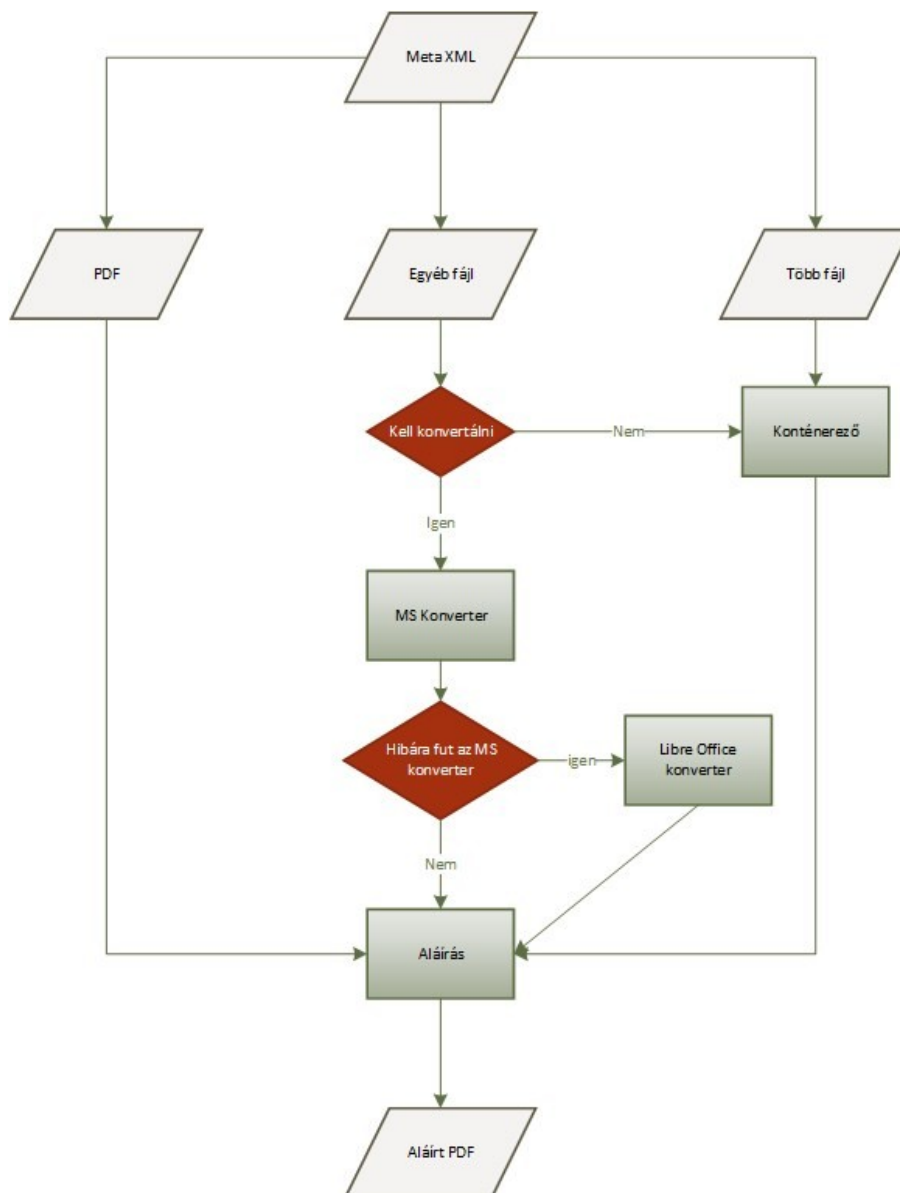 Meta XML
PDF
Egyéb fájl
Több fájl
Kell konvertálni
Nem
Konténerező
Igen
MS Konverter
Hibára fut az MS
konverter
igen
Libre Office
konverter
Nem
Aláírás
Aláírt PDF